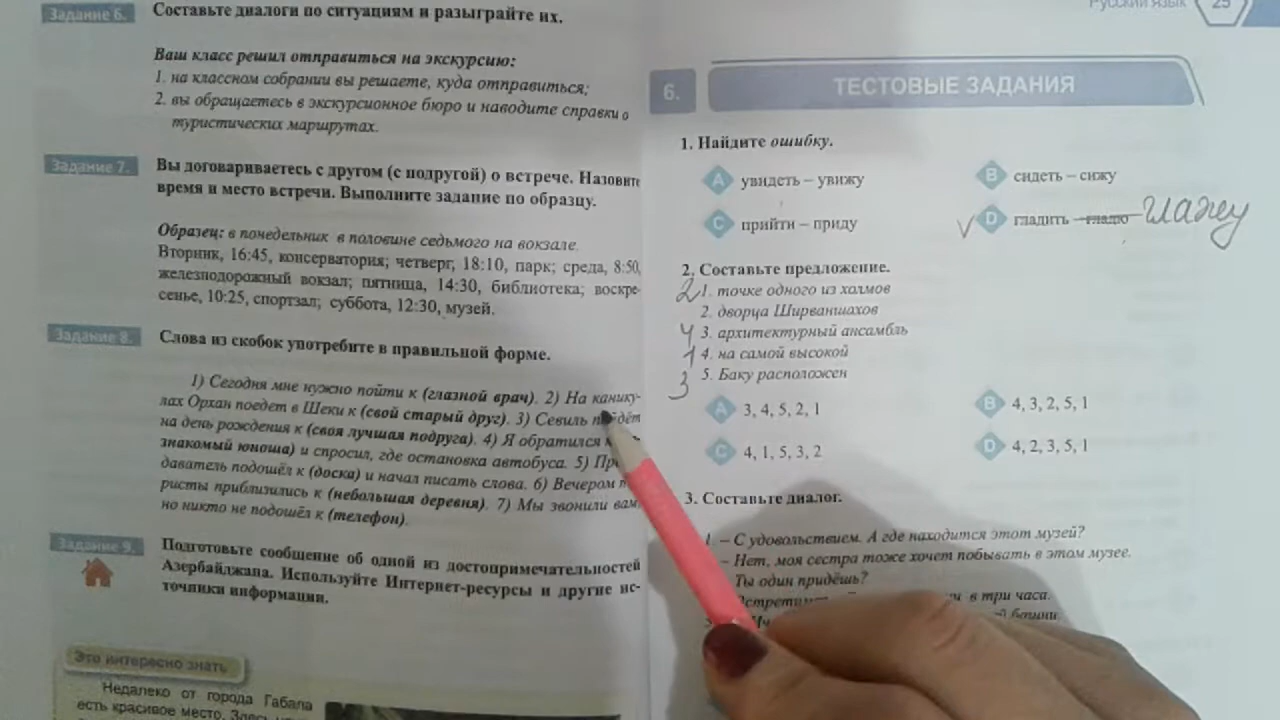 Задание 6. Составьте диалоги по ситуациям и разыграйте их.
Ваш класс решил отправиться на экскурсию:
1. на классном собрании вы решаете, куда отправиться;
2. вы обращаетесь в экскурсионное бюро и наводите справки о
туристических маршрутах.
Задание 7. Вы договариваетесь с другом (с подругой) о встрече. Назовите
время и место встречи. Выполните задание по образцу.
Образец: в понедельник в половине седьмого на вокзале.
Вторник, 16:45, консерватория; четверг, 18:10, парк; среда, 8:50,
железнодорожный вокзал; пятница, 14:30, библиотека; воскре-
сенье, 10:25, спортзал; суббота, 12:30, музей.
Задание 8. Слова из скобок употребите в правильной форме.
1) Сегодня мне нужно пойти к (глазной врач). 2) На канику-
лах Орхан поедет в Шеки к (свой старый друг). 3) Севиль
на день рождения к (своя лучшая подруга). 4) Я обратился
знакомый юноша) и спросил, где остановка автобуса. 5)
даватель подошёл к (доска) и начал писать слова. 6) Вечером
ристы приблизились к (небольшая деревня). 7) Мы звонили вам,
но никто не подошёл к (телефон).
Задание 9. Подготовьте сообщение об одной из достопримечательностей
Азербайджана. Используйте Интернет-ресурсы и другие ис-
точники информации.
Это интересно знать
Недалеко от города Габала
есть красивое место. Здесь
Русский язык 25
6. ТЕСТОВЫЕ ЗАДАНИЯ
1. Найдите ошибку.
A увидеть – увижу
B сидеть – сижу
C прийти – приду
√ D гладить – гладю глажу
2. Составьте предложение.
2 1. точке одного из холмов
2. дворца Ширваншахов
4 3. архитектурный ансамбль
1 4. на самой высокой
3 5. Баку расположен
A 3, 4, 5, 2, 1
B 4, 3, 2, 5, 1
C 4, 1, 5, 3, 2
D 4, 2, 3, 5, 1
3. Составьте диалог.
1. – С удовольствием. А где находится этот музей?
– Нет, моя сестра тоже хочет побывать в этом музее.
Ты один придёшь?
в три часа.